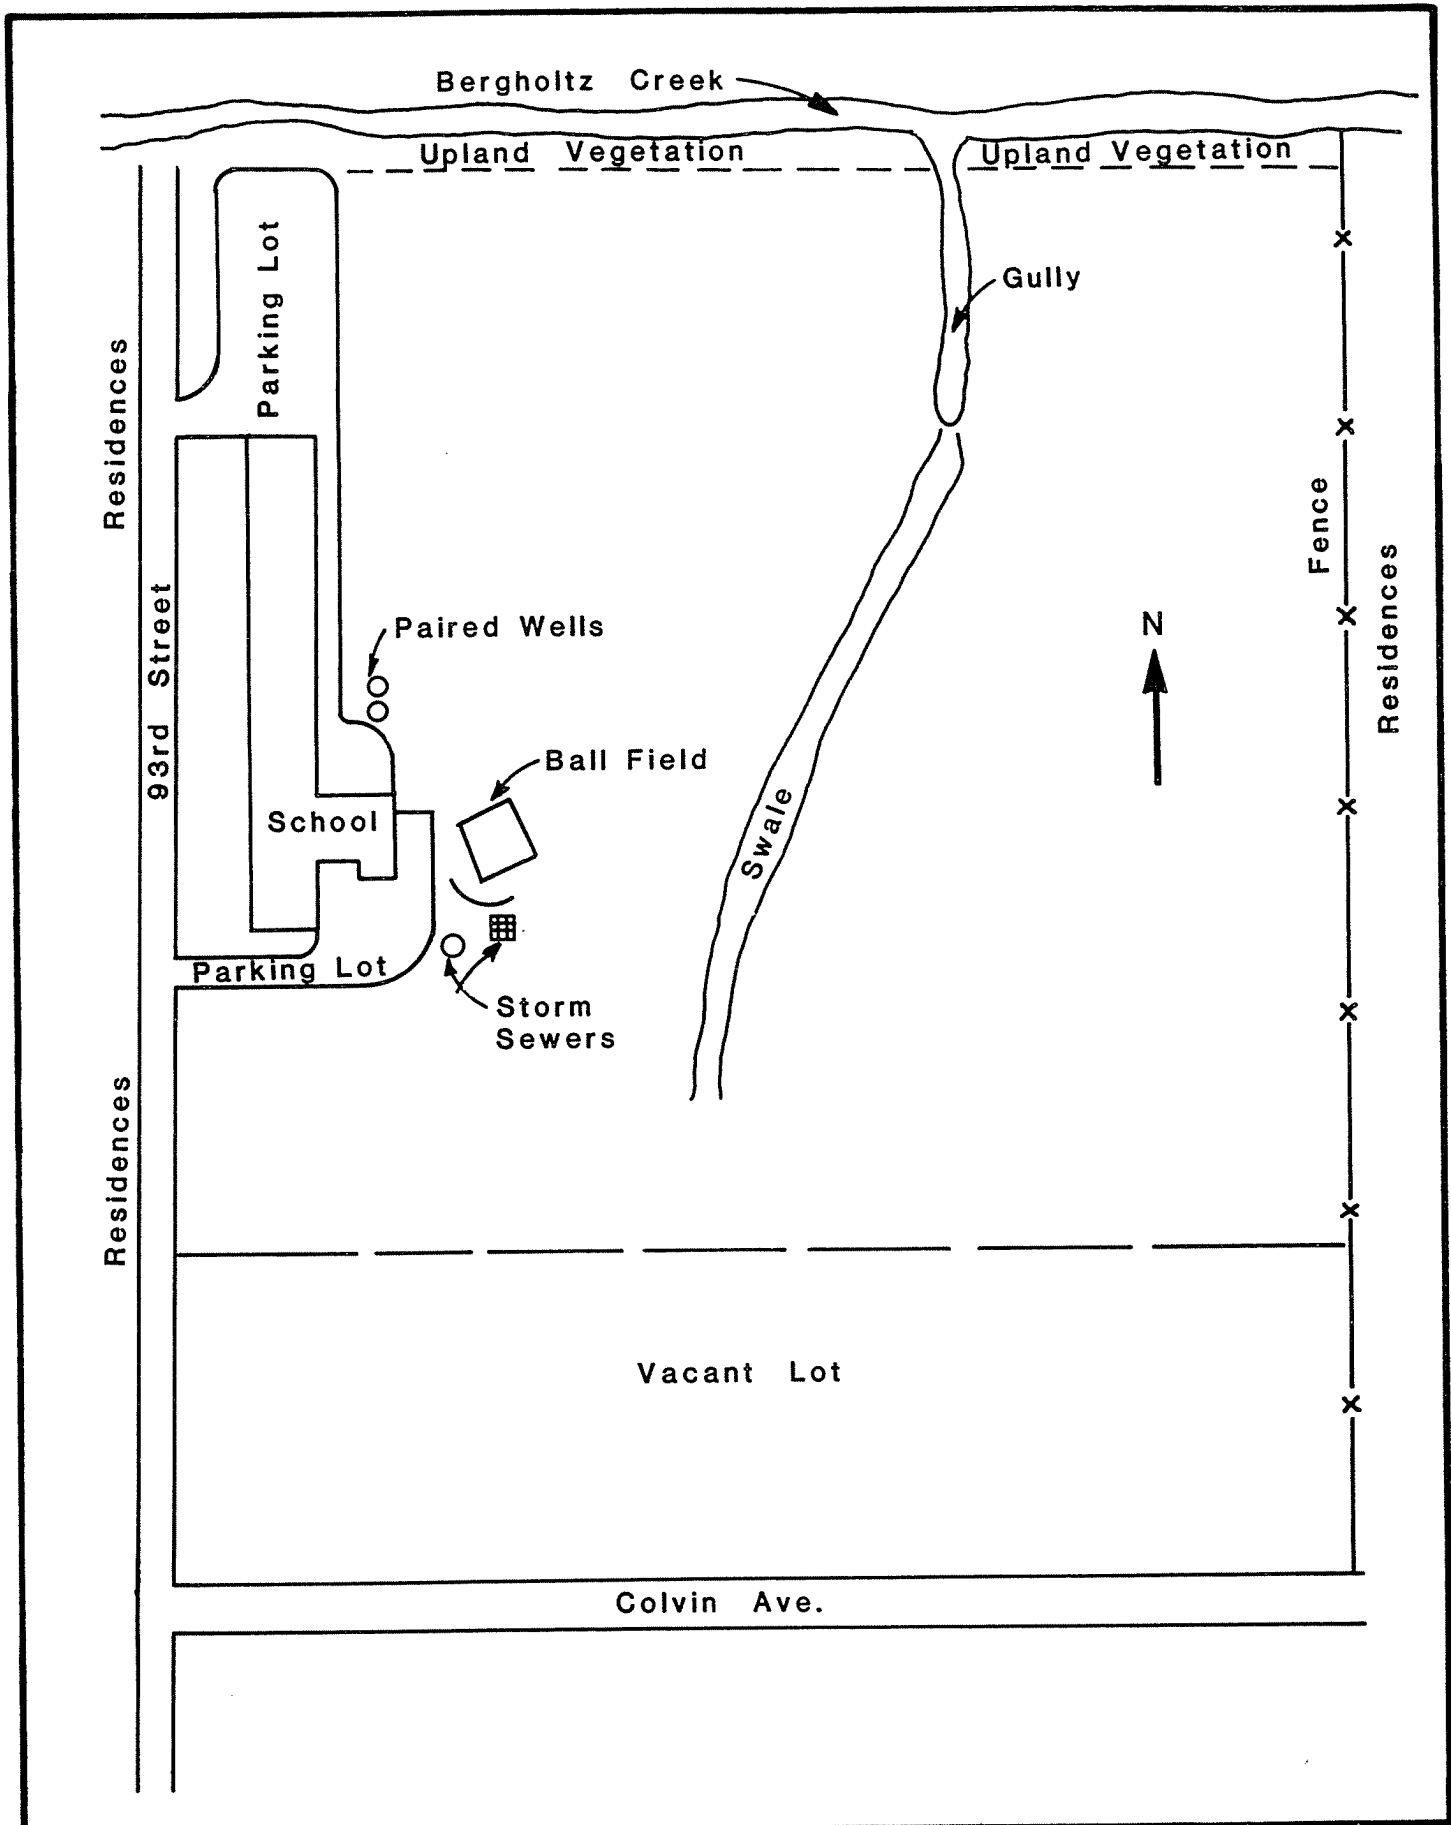 Bergholtz Creek
Upland Vegetation
Upland Vegetation
Parking Lot
Gully
Residences
Fence
Residences
93rd Street
Paired Wells
N
Ball Field
School
Swale
Parking Lot
Storm
Sewers
Residences
Vacant Lot
Colvin Ave.